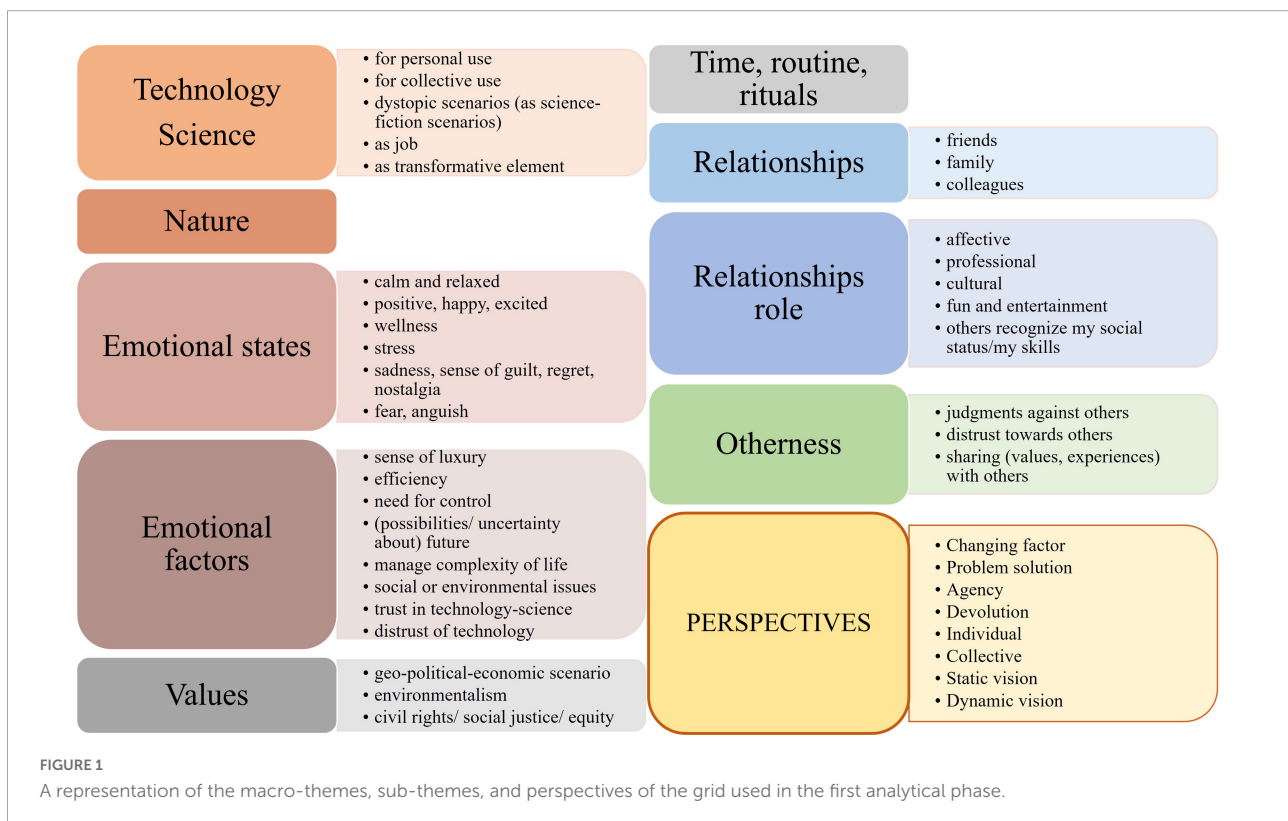 Technology
Science
• for personal use
• for collective use
• dystopic scenarios (as science-
fiction scenarios)
• as job
• as transformative element
Nature
Emotional states
• calm and relaxed
• positive, happy, excited
• wellness
• stress
• sadness, sense of guilt, regret,
nostalgia
• fear, anguish
Emotional
factors
• sense of luxury
• efficiency
• need for control
• (possibilities/ uncertainty
about) future
• manage complexity of life
• social or environmental issues
• trust in technology-science
• distrust of technology
Values
• geo-political-economic scenario
• environmentalism
• civil rights/ social justice/ equity
Time, routine,
rituals
Relationships
• friends
• family
• colleagues
Relationships
role
• affective
• professional
• cultural
• fun and entertainment
• others recognize my social
status/my skills
Otherness
• judgments against others
• distrust towards others
• sharing (values, experiences)
with others
PERSPECTIVES
• Changing factor
• Problem solution
• Agency
• Devolution
• Individual
• Collective
• Static vision
• Dynamic vision
FIGURE 1
A representation of the macro-themes, sub-themes, and perspectives of the grid used in the first analytical phase.